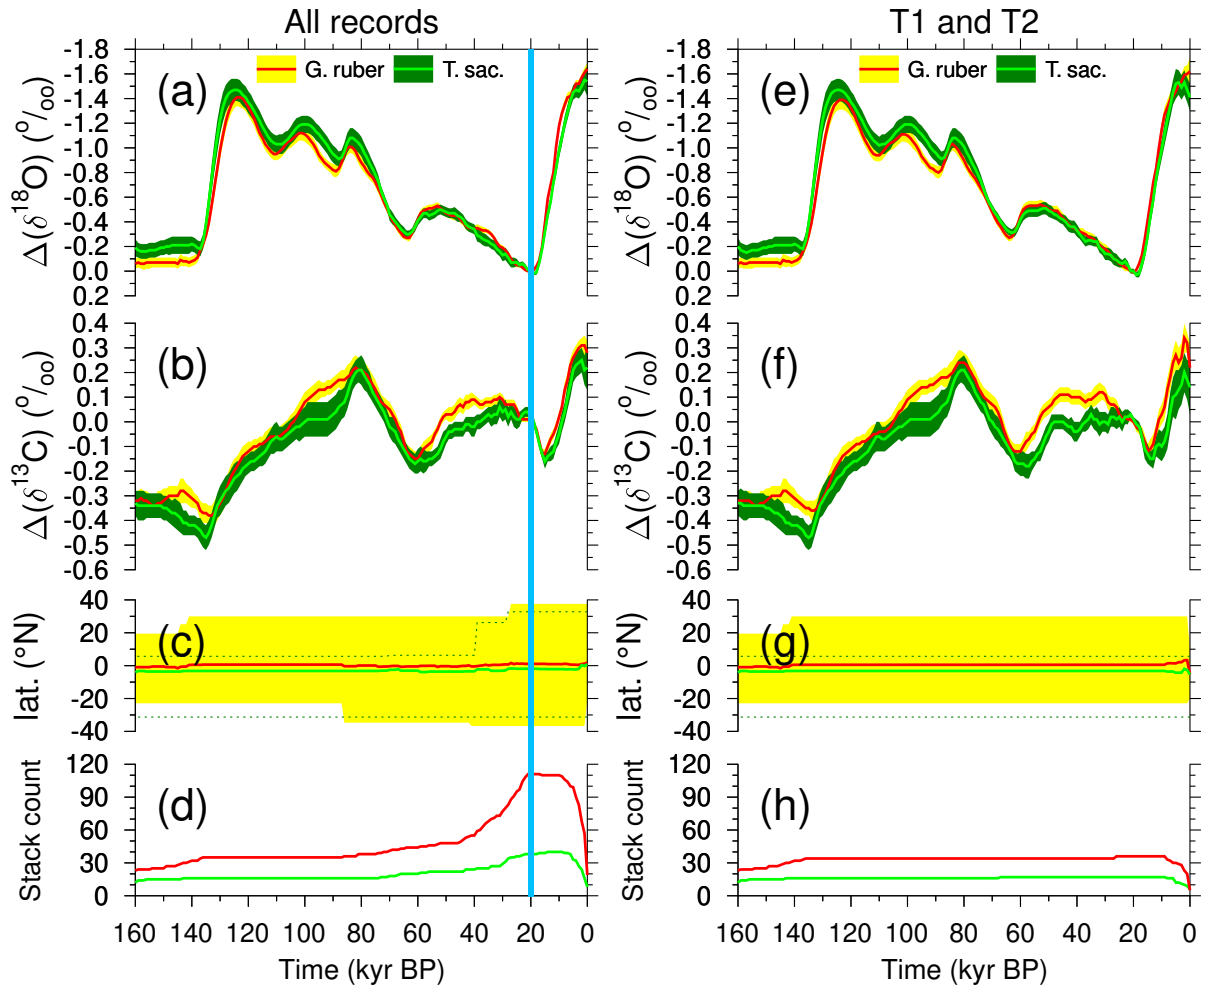 All records
T1 and T2
-1.8
-1.6
-1.4
-1.2
-1.0
-0.8
-0.6
-0.4
-0.2
0.0
0.2
Δ(δ18O) (o/oo)
(a)
G. ruber
T. sac.
-1.8
-1.6
-1.4
-1.2
-1.0
-0.8
-0.6
-0.4
-0.2
0.0
0.2
Δ(δ18O) (o/oo)
(e)
G. ruber
T. sac.
0.4
0.3
0.2
0.1
0.0
-0.1
-0.2
-0.3
-0.4
-0.5
-0.6
Δ(δ13C) (o/oo)
(b)
0.4
0.3
0.2
0.1
0.0
-0.1
-0.2
-0.3
-0.4
-0.5
-0.6
Δ(δ13C) (o/oo)
(f)
40
20
0
-20
-40
lat. (°N)
(c)
40
20
0
-20
-40
lat. (°N)
(g)
120
90
60
30
0
Stack count
(d)
120
90
60
30
0
Stack count
(h)
160 140 120 100 80 60 40 20 0
Time (kyr BP)
160 140 120 100 80 60 40 20 0
Time (kyr BP)